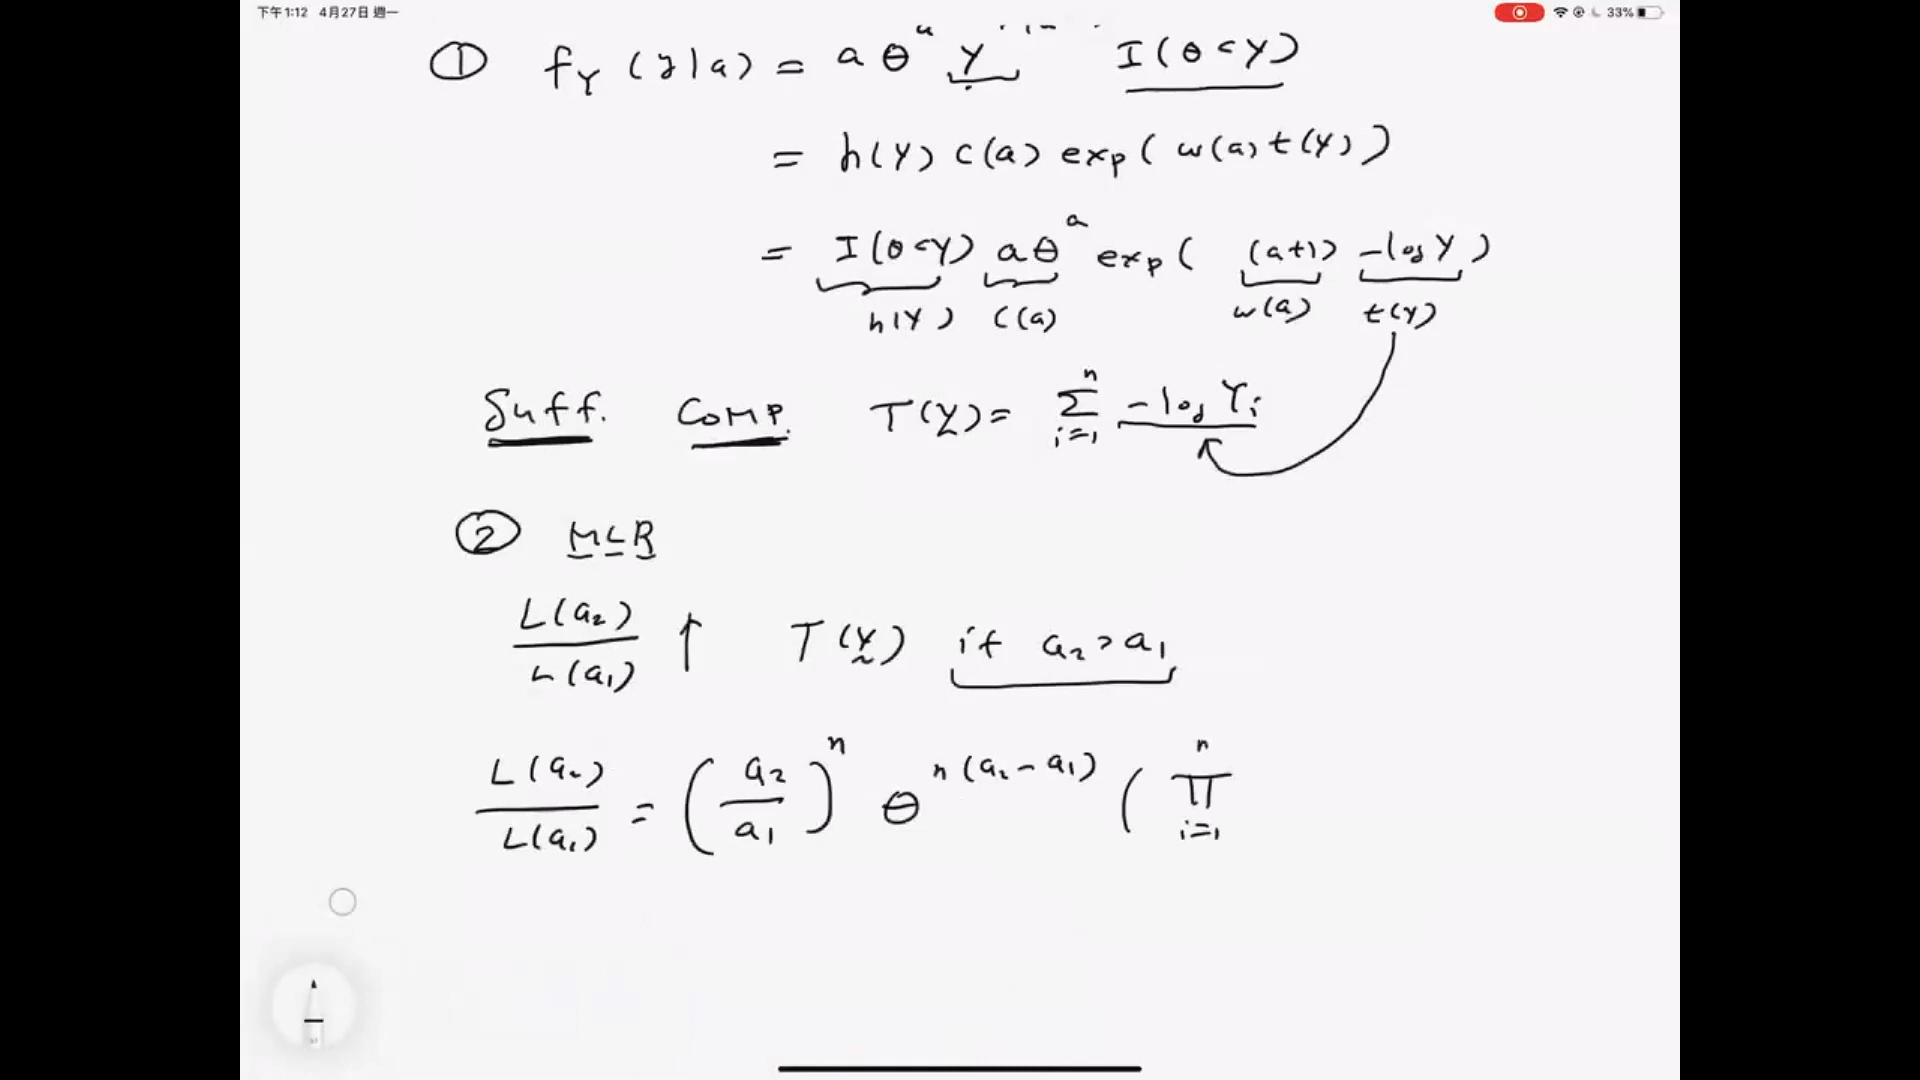 下午1:12 4月27日 週一 33%
① f_Y (y|a) = a θ^a Y I(θ<Y)
= h(Y) c(a) exp( w(a) t(Y) )
= I(θ<Y) aθ^a exp( (a+1) -log Y )
h(Y) C(a) w(a) t(Y)
Suff. Comp. T(Y) = Σ_{i=1}^{n} -log Y_i
② MLR
L(a₂)/L(a₁) ↑ T(Y) if a₂>a₁
L(a₂)/L(a₁) = (a₂/a₁)^n θ^{n(a₂-a₁)} ( Π_{i=1}^{n}